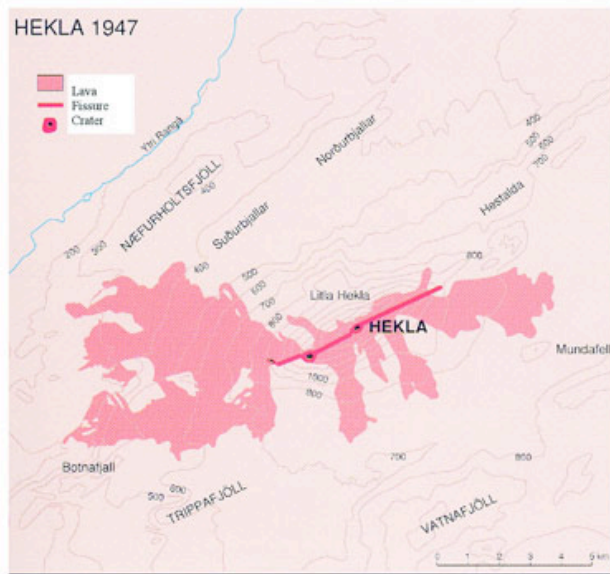 HEKLA 1947
Lava
Fissure
Crater
Ytri Rangá
Norðurbjallar
400
500
600
700
NÆFURHOLTSFJÖLL
400
Suðurbjallar
Hestalda
200
300
400
500
600
700
800
800
Litla Hekla
HEKLA
Mundafell
1000
800
Botnafjall
700
800
500
600
TRIPPAFJÖLL
VATNAFJÖLL
0 1 2 3 4 5 km